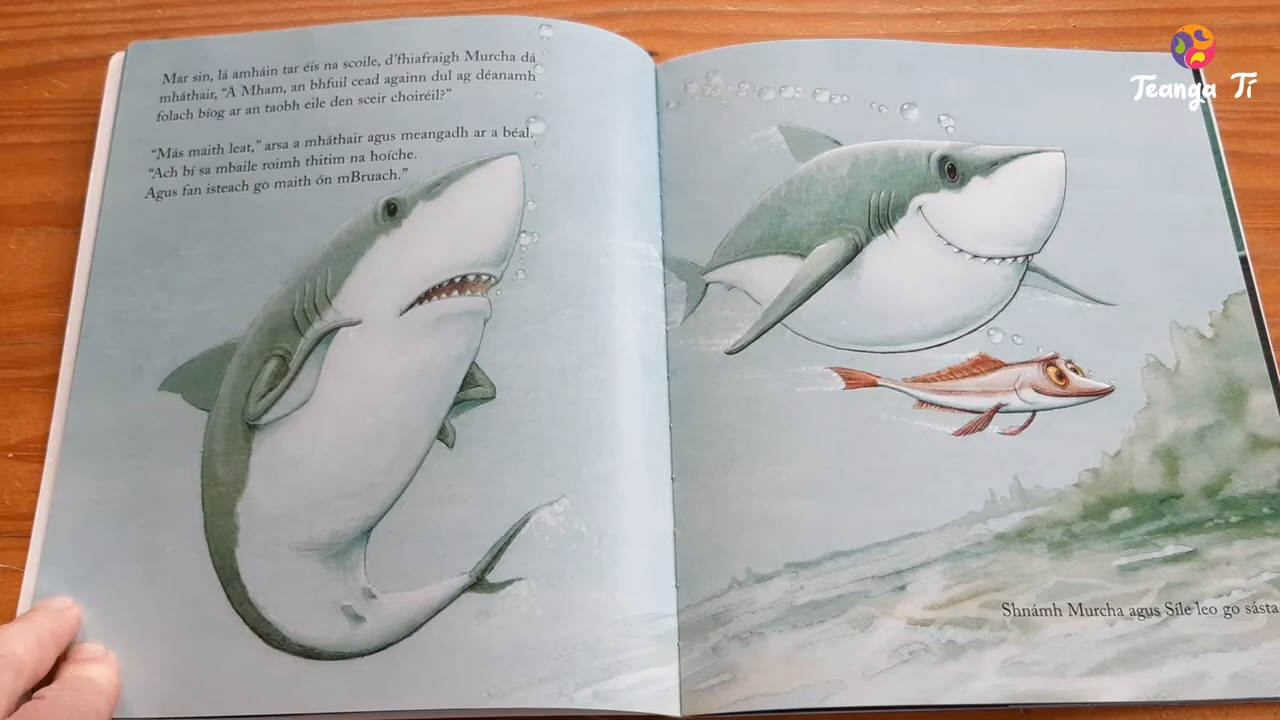 Mar sin, lá amháin tar éis na scoile, d'fhiafraigh Murcha dá
mháthair, “A Mham, an bhfuil cead againn dul ag déanamh
folach bíog ar an taobh eile den sceir choiréil?”
“Más maith leat,” arsa a mháthair agus meangadh ar a béal.
“Ach bí sa mbaile roimh thitim na hoíche.
Agus fan isteach go maith ón mBruach.”
Teanga Tí
Shnámh Murcha agus Síle leo go sásta